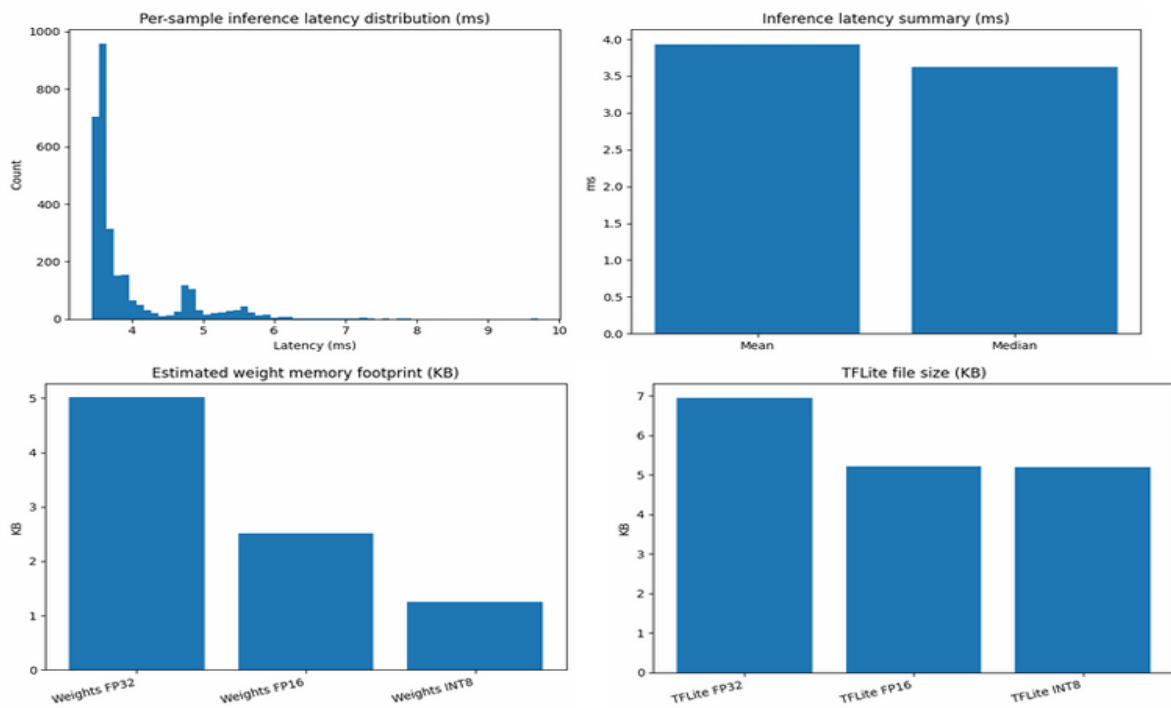 Per-sample inference latency distribution (ms)
1000
800
600
400
200
0
Count
4 5 6 7 8 9 10
Latency (ms)
Inference latency summary (ms)
4.0
3.5
3.0
2.5
2.0
1.5
1.0
0.5
0.0
ms
Mean Median
Estimated weight memory footprint (KB)
5
4
3
2
1
0
KB
Weights FP32 Weights FP16 Weights INT8
TFLite file size (KB)
7
6
5
4
3
2
1
0
KB
TFLite FP32 TFLite FP16 TFLite INT8